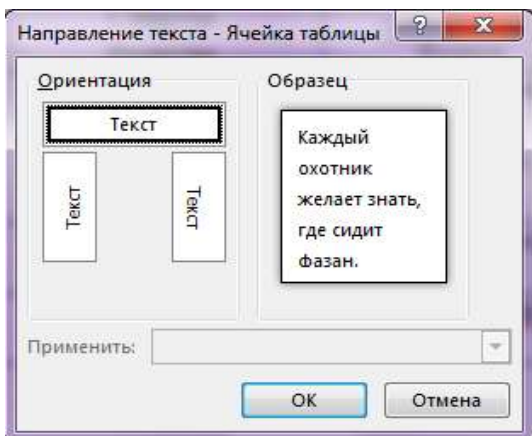 Направление текста - Ячейка таблицы
Ориентация
Образец
Текст
Текст
Текст
Каждый
охотник
желает знать,
где сидит
фазан.
Применить:
ОК
Отмена